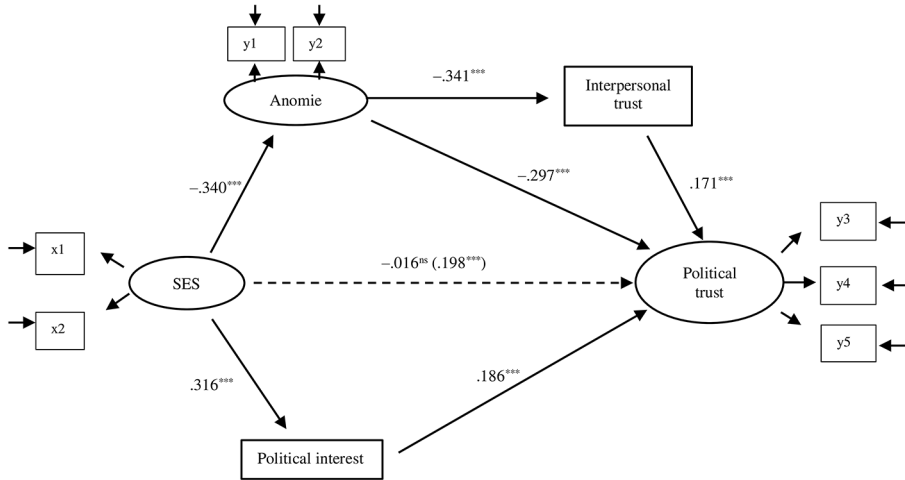 y1
y2
Anomie
–.341***
Interpersonal
trust
–.340***
–.297***
.171***
x1
x2
SES
–.016ns (.198***)
Political
trust
y3
y4
y5
.316***
.186***
Political interest